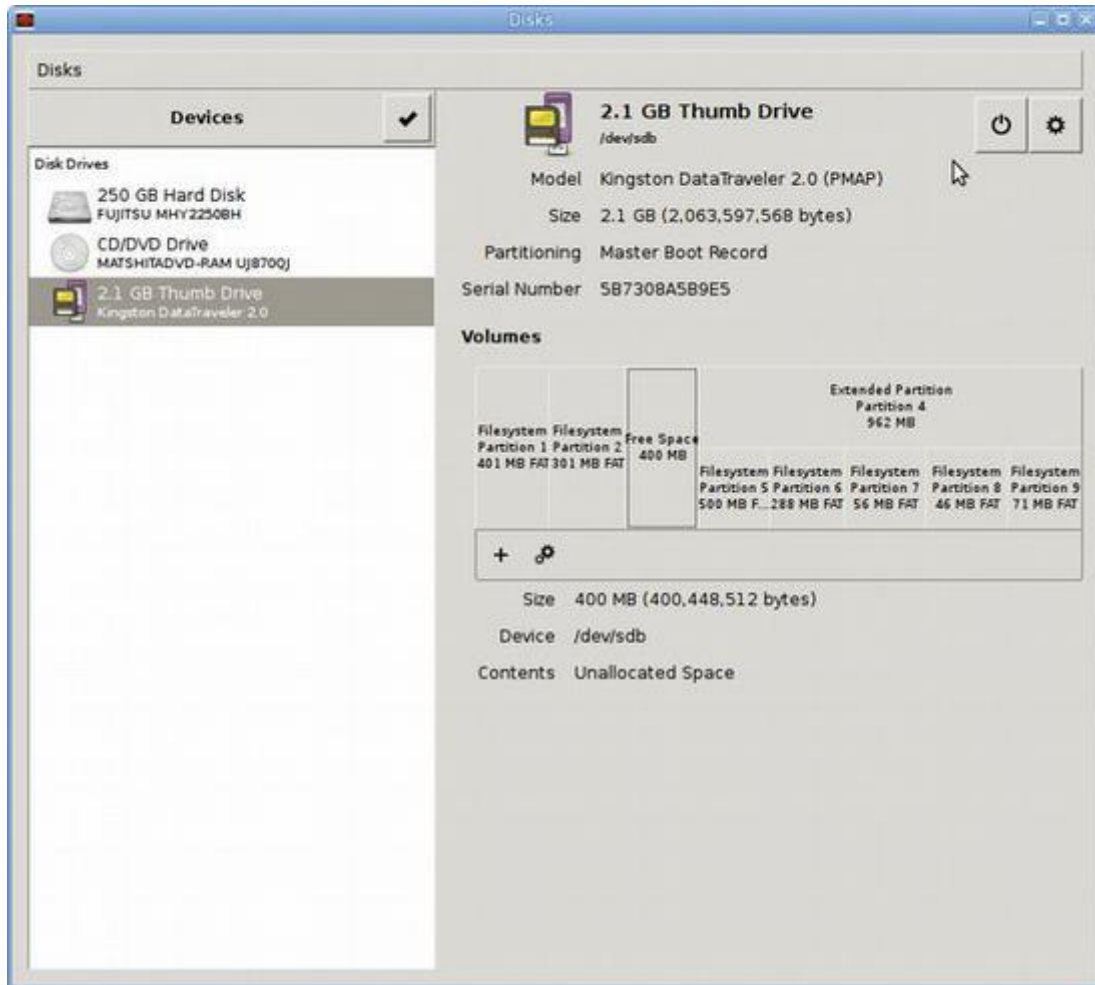 Disks
Disks
Devices
Disk Drives
250 GB Hard Disk
FUJITSU MHY2250BH
CD/DVD Drive
MATSHITADVD-RAM UJ870QJ
2.1 GB Thumb Drive
Kingston DataTraveler 2.0
2.1 GB Thumb Drive
/dev/sdb
Model Kingston DataTraveler 2.0 (PMAP)
Size 2.1 GB (2,063,597,568 bytes)
Partitioning Master Boot Record
Serial Number 5B7308A5B9E5
Volumes
Filesystem
Partition 1
401 MB FAT
Filesystem
Partition 2
301 MB FAT
Free Space
400 MB
Extended Partition
Partition 4
962 MB
Filesystem
Partition 5
500 MB F...
Filesystem
Partition 6
288 MB FAT
Filesystem
Partition 7
56 MB FAT
Filesystem
Partition 8
46 MB FAT
Filesystem
Partition 9
71 MB FAT
Size 400 MB (400,448,512 bytes)
Device /dev/sdb
Contents Unallocated Space